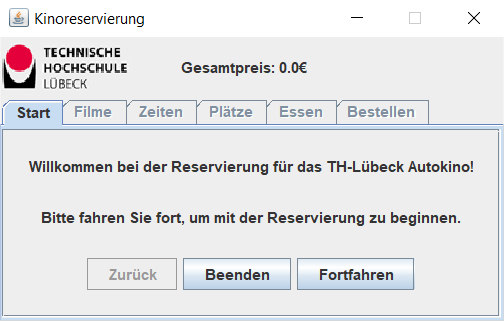 Kinoreservierung
TECHNISCHE
HOCHSCHULE
LÜBECK
Gesamtpreis: 0.0€
Start Filme Zeiten Plätze Essen Bestellen
Willkommen bei der Reservierung für das TH-Lübeck Autokino!
Bitte fahren Sie fort, um mit der Reservierung zu beginnen.
Zurück Beenden Fortfahren